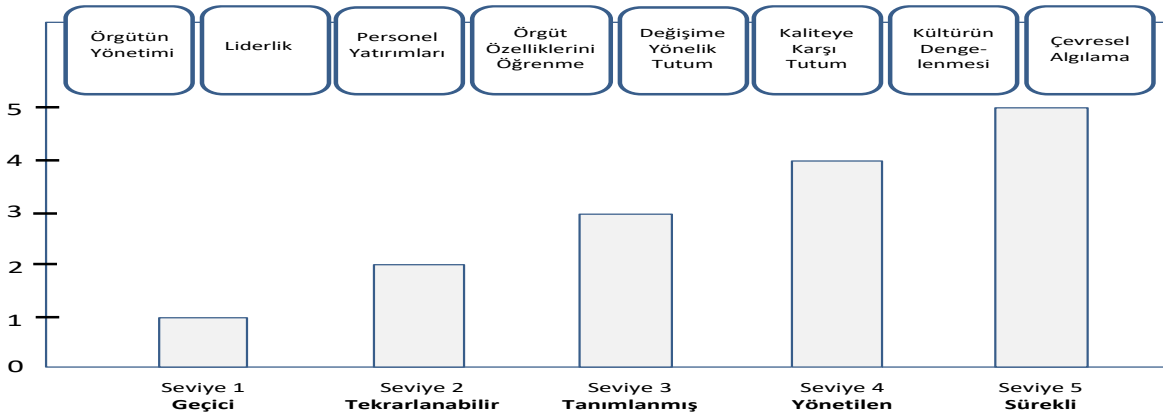 Örgütün
Yönetimi
Liderlik
Personel
Yatırımları
Örgüt
Özelliklerini
Öğrenme
Değişime
Yönelik
Tutum
Kaliteye
Karşı
Tutum
Kültürün
Denge-
lenmesi
Çevresel
Algılama
5
4
3
2
1
0
Seviye 1
Geçici
Seviye 2
Tekrarlanabilir
Seviye 3
Tanımlanmış
Seviye 4
Yönetilen
Seviye 5
Sürekli